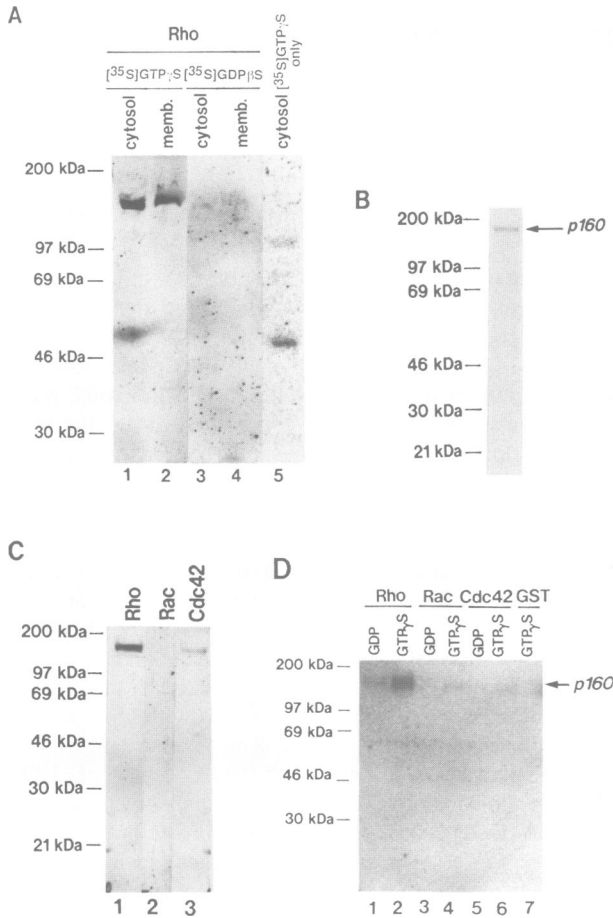 A
Rho
[35S]GTPγS [35S]GDPβS
cytosol
memb.
cytosol
memb.
cytosol [35S]GTPγS only
200 kDa
97 kDa
69 kDa
46 kDa
30 kDa
1 2 3 4 5
B
200 kDa
p160
97 kDa
69 kDa
46 kDa
30 kDa
21 kDa
C
Rho
Rac
Cdc42
200 kDa
97 kDa
69 kDa
46 kDa
30 kDa
21 kDa
1 2 3
D
Rho Rac Cdc42 GST
GDP
GTPγS
GDP
GTPγS
GDP
GTPγS
GTPγS
200 kDa
p160
97 kDa
69 kDa
46 kDa
30 kDa
1 2 3 4 5 6 7